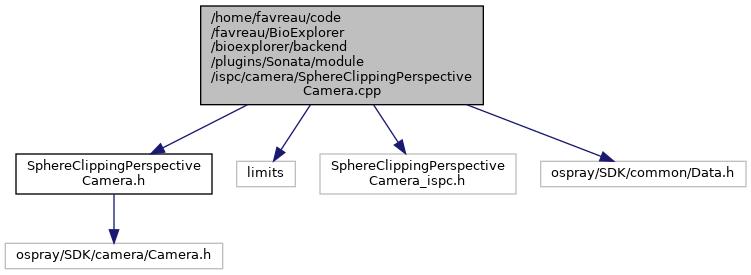 /home/favreau/code
/favreau/BioExplorer
/bioexplorer/backend
/plugins/Sonata/module
/ispc/camera/SphereClippingPerspective
Camera.cpp
SphereClippingPerspective
Camera.h
limits
SphereClippingPerspective
Camera_ispc.h
ospray/SDK/common/Data.h
ospray/SDK/camera/Camera.h